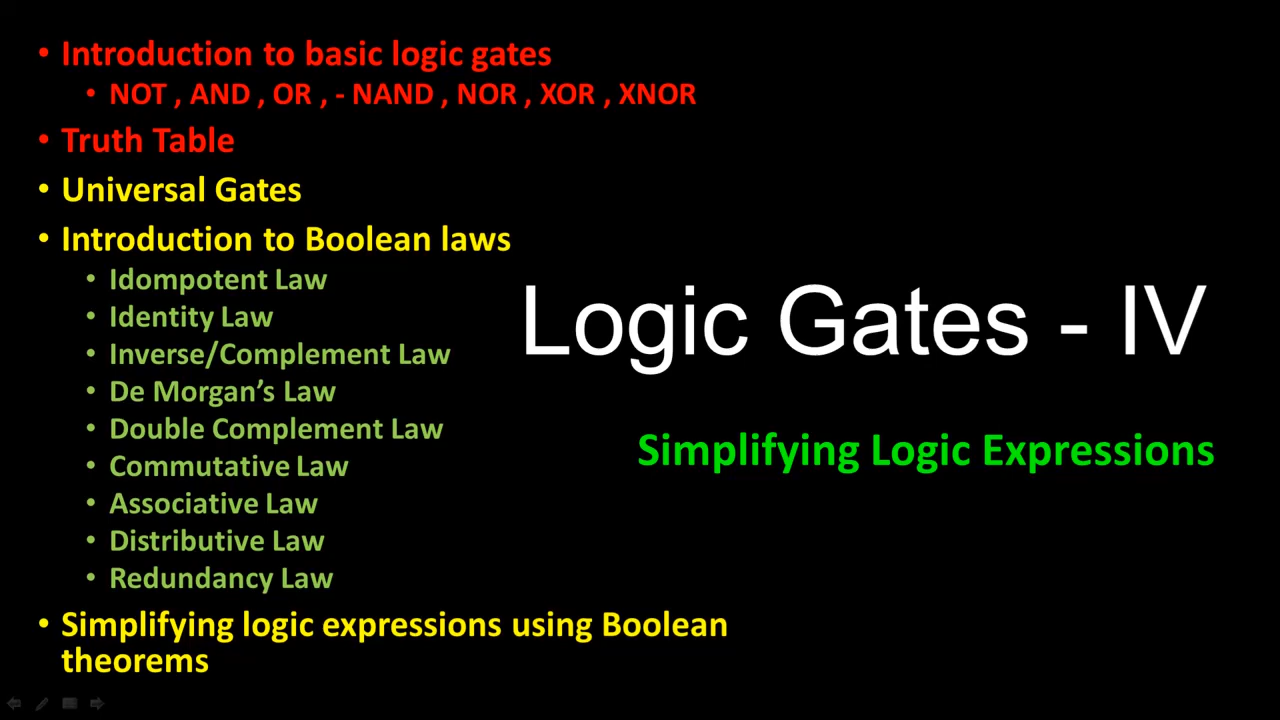 • Introduction to basic logic gates
• NOT , AND , OR , - NAND , NOR , XOR , XNOR
• Truth Table
• Universal Gates
• Introduction to Boolean laws
• Idompotent Law
• Identity Law
• Inverse/Complement Law
• De Morgan’s Law
• Double Complement Law
• Commutative Law
• Associative Law
• Distributive Law
• Redundancy Law
• Simplifying logic expressions using Boolean
theorems
Logic Gates - IV
Simplifying Logic Expressions